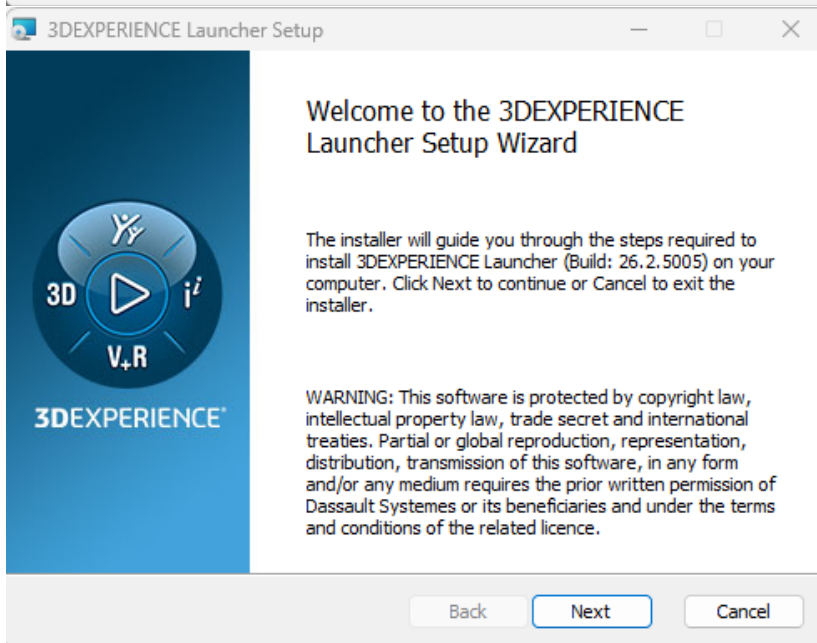 3DEXPERIENCE Launcher Setup
Welcome to the 3DEXPERIENCE
Launcher Setup Wizard
The installer will guide you through the steps required to
install 3DEXPERIENCE Launcher (Build: 26.2.5005) on your
computer. Click Next to continue or Cancel to exit the
installer.
3D
i
V+R
3DEXPERIENCE®
WARNING: This software is protected by copyright law,
intellectual property law, trade secret and international
treaties. Partial or global reproduction, representation,
distribution, transmission of this software, in any form
and/or any medium requires the prior written permission of
Dassault Systemes or its beneficiaries and under the terms
and conditions of the related licence.
Back
Next
Cancel